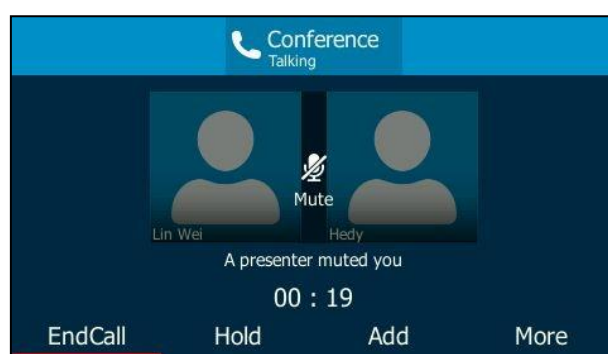 Conference
Talking
Mute
Lin Wei Hedy
A presenter muted you
00 : 19
EndCall Hold Add More